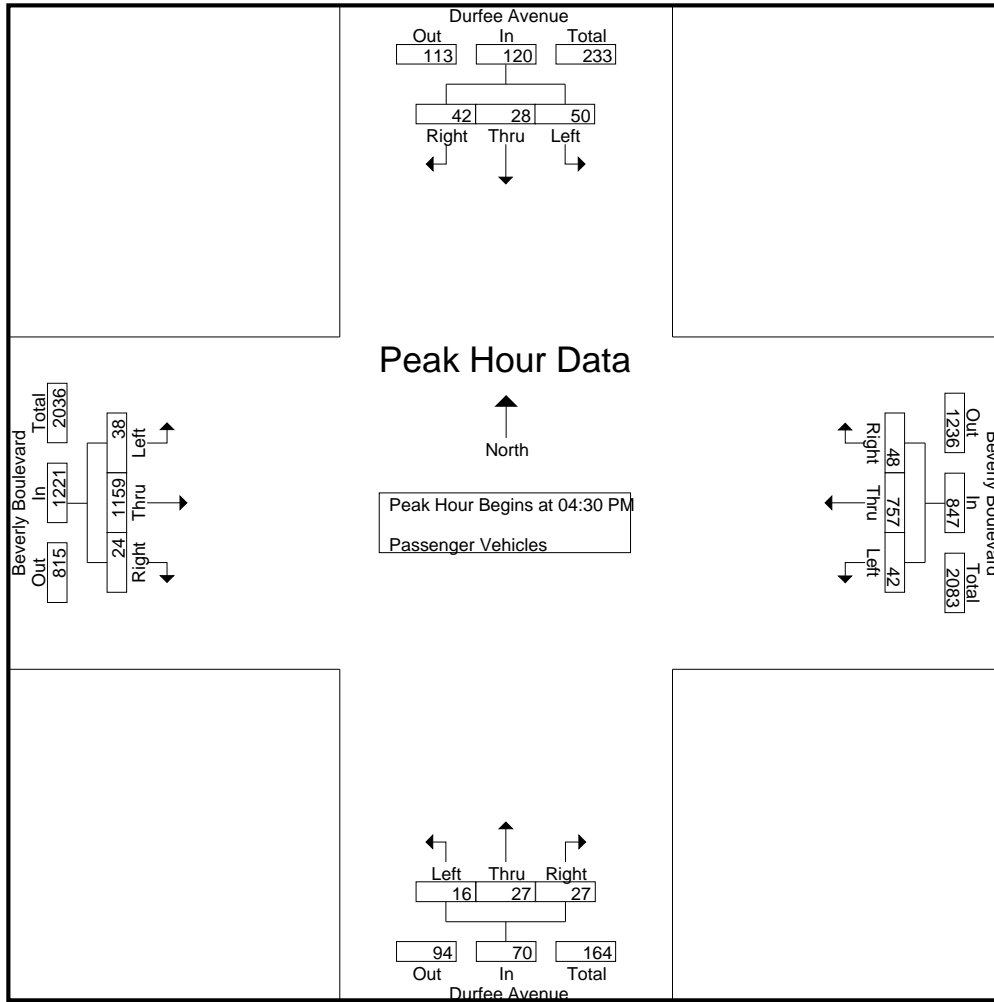 Durfee Avenue
Out In Total
113 120 233
42 28 50
Right Thru Left
Peak Hour Data
North
Peak Hour Begins at 04:30 PM
Passenger Vehicles
Beverly Boulevard
Out In Total
815 1221 2036
24 1159 38
Right Thru Left
Beverly Boulevard
Out In Total
1236 847 2083
48 757 42
Right Thru Left
Left Thru Right
16 27 27
94 70 164
Out In Total
Durfee Avenue